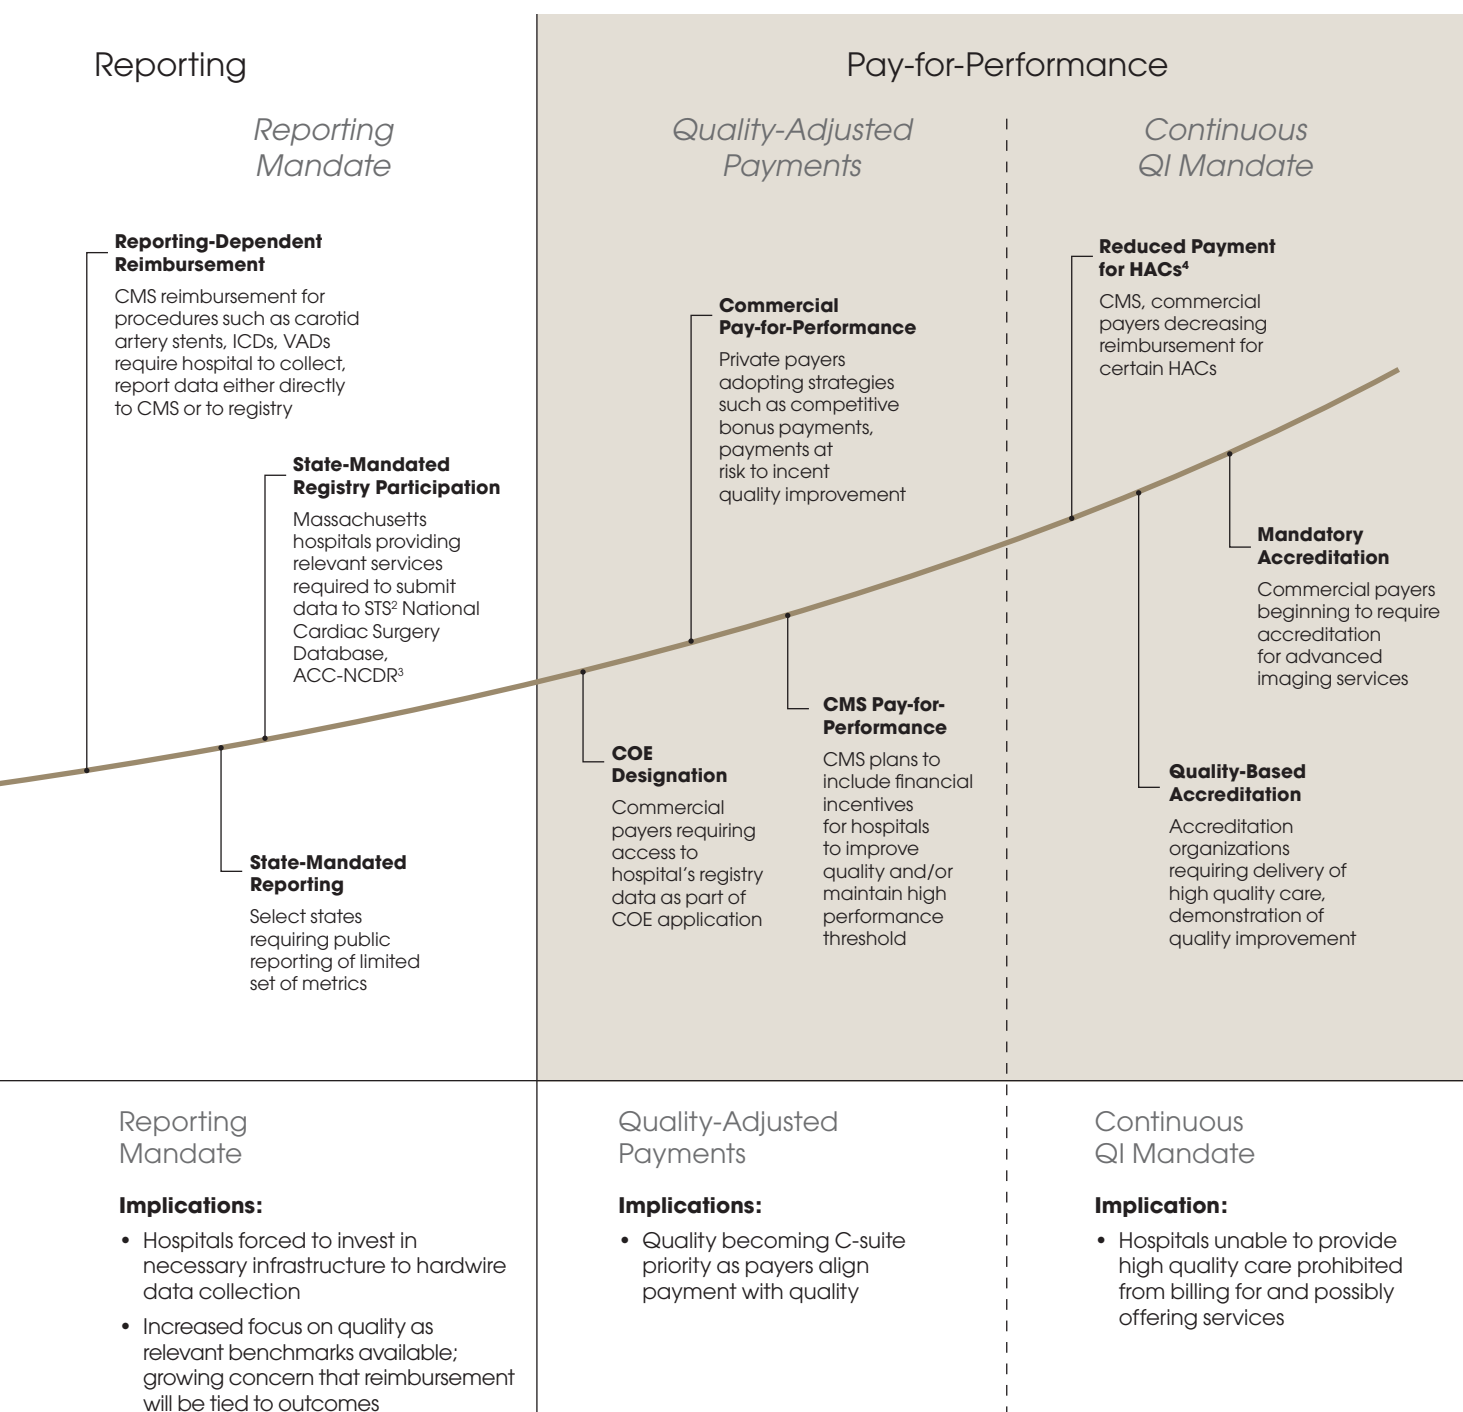 Reporting
Pay-for-Performance
Reporting
Mandate
Quality-Adjusted
Payments
Continuous
QI Mandate
Reporting-Dependent
Reimbursement
CMS reimbursement for
procedures such as carotid
artery stents, ICDs, VADs
require hospital to collect,
report data either directly
to CMS or to registry
State-Mandated
Registry Participation
Massachusetts
hospitals providing
relevant services
required to submit
data to STS² National
Cardiac Surgery
Database,
ACC-NCDR³
State-Mandated
Reporting
Select states
requiring public
reporting of limited
set of metrics
Commercial
Pay-for-Performance
Private payers
adopting strategies
such as competitive
bonus payments,
payments at
risk to incent
quality improvement
COE
Designation
Commercial
payers requiring
access to
hospital's registry
data as part of
COE application
CMS Pay-for-
Performance
CMS plans to
include financial
incentives
for hospitals
to improve
quality and/or
maintain high
performance
threshold
Reduced Payment
for HACs⁴
CMS, commercial
payers decreasing
reimbursement for
certain HACs
Mandatory
Accreditation
Commercial payers
beginning to require
accreditation
for advanced
imaging services
Quality-Based
Accreditation
Accreditation
organizations
requiring delivery of
high quality care,
demonstration of
quality improvement
Reporting
Mandate
Implications:
• Hospitals forced to invest in
necessary infrastructure to hardwire
data collection
• Increased focus on quality as
relevant benchmarks available;
growing concern that reimbursement
will be tied to outcomes
Quality-Adjusted
Payments
Implications:
• Quality becoming C-suite
priority as payers align
payment with quality
Continuous
QI Mandate
Implication:
• Hospitals unable to provide
high quality care prohibited
from billing for and possibly
offering services